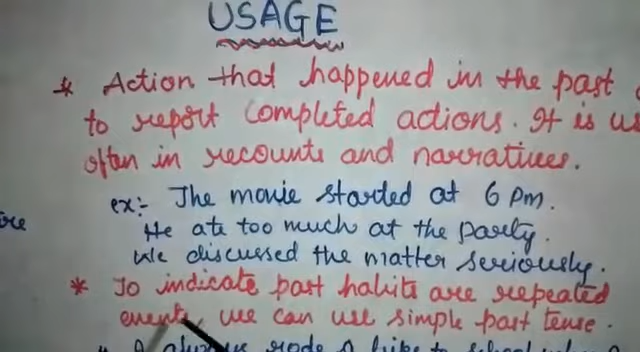 USAGE
* Action that happened in the past
to report completed actions. It is
often in recounts and narratives.
ex:- The movie started at 6 pm.
He ate too much at the party.
We discussed the matter seriously.
* To indicate past habits are repeated
events, we can use simple past tense.